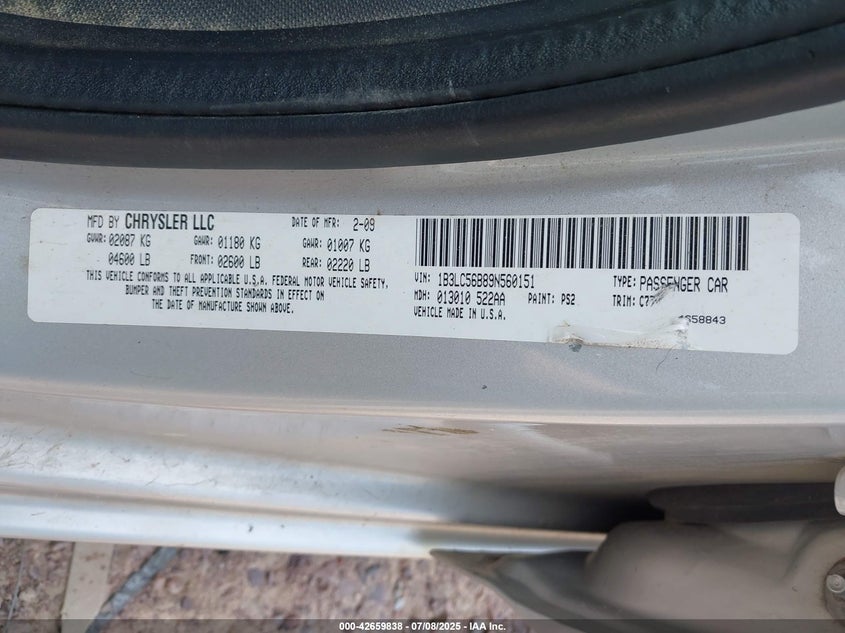 MFD BY CHRYSLER LLC DATE OF MFR: 2-09
GVWR: 02087 KG GAWR: 01180 KG GAWR: 01007 KG
04600 LB FRONT: 02600 LB REAR: 02220 LB
THIS VEHICLE CONFORMS TO ALL APPLICABLE U.S.A. FEDERAL MOTOR VEHICLE SAFETY,
BUMPER AND THEFT PREVENTION STANDARDS IN EFFECT ON
THE DATE OF MANUFACTURE SHOWN ABOVE.
VIN: 1B3LC56B89N560151 TYPE: PASSENGER CAR
MDH: 013010 522AA PAINT: PS2 TRIM:
VEHICLE MADE IN U.S.A.
000-42659838 - 07/08/2025 - IAA Inc.